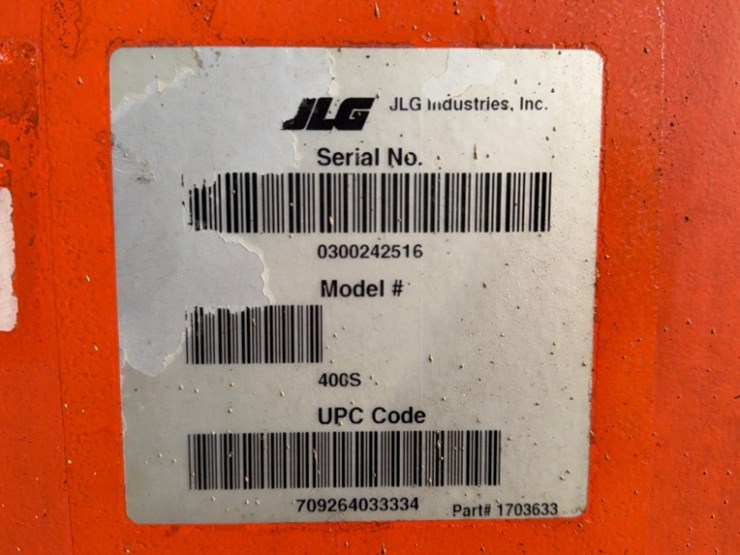 JLG JLG Industries, Inc.
Serial No.
0300242516
Model #
400S
UPC Code
709264033334
Part# 1703633